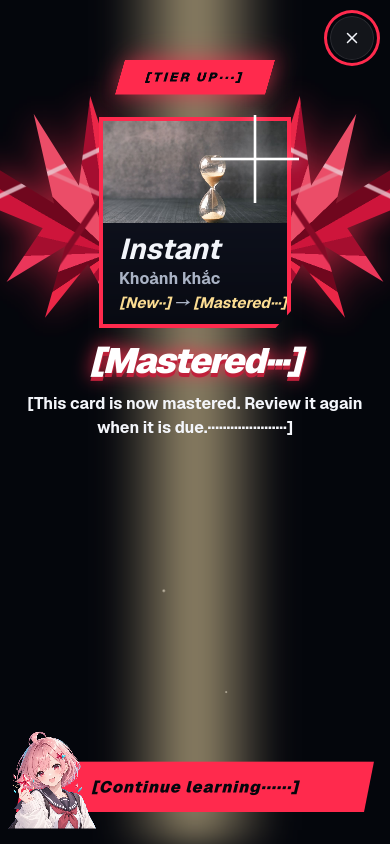 [TIER UP···]
Instant
Khoảnh khắc
[New··] → [Mastered···]
[Mastered···]
[This card is now mastered. Review it again
when it is due.·····················]
[Continue learning······]